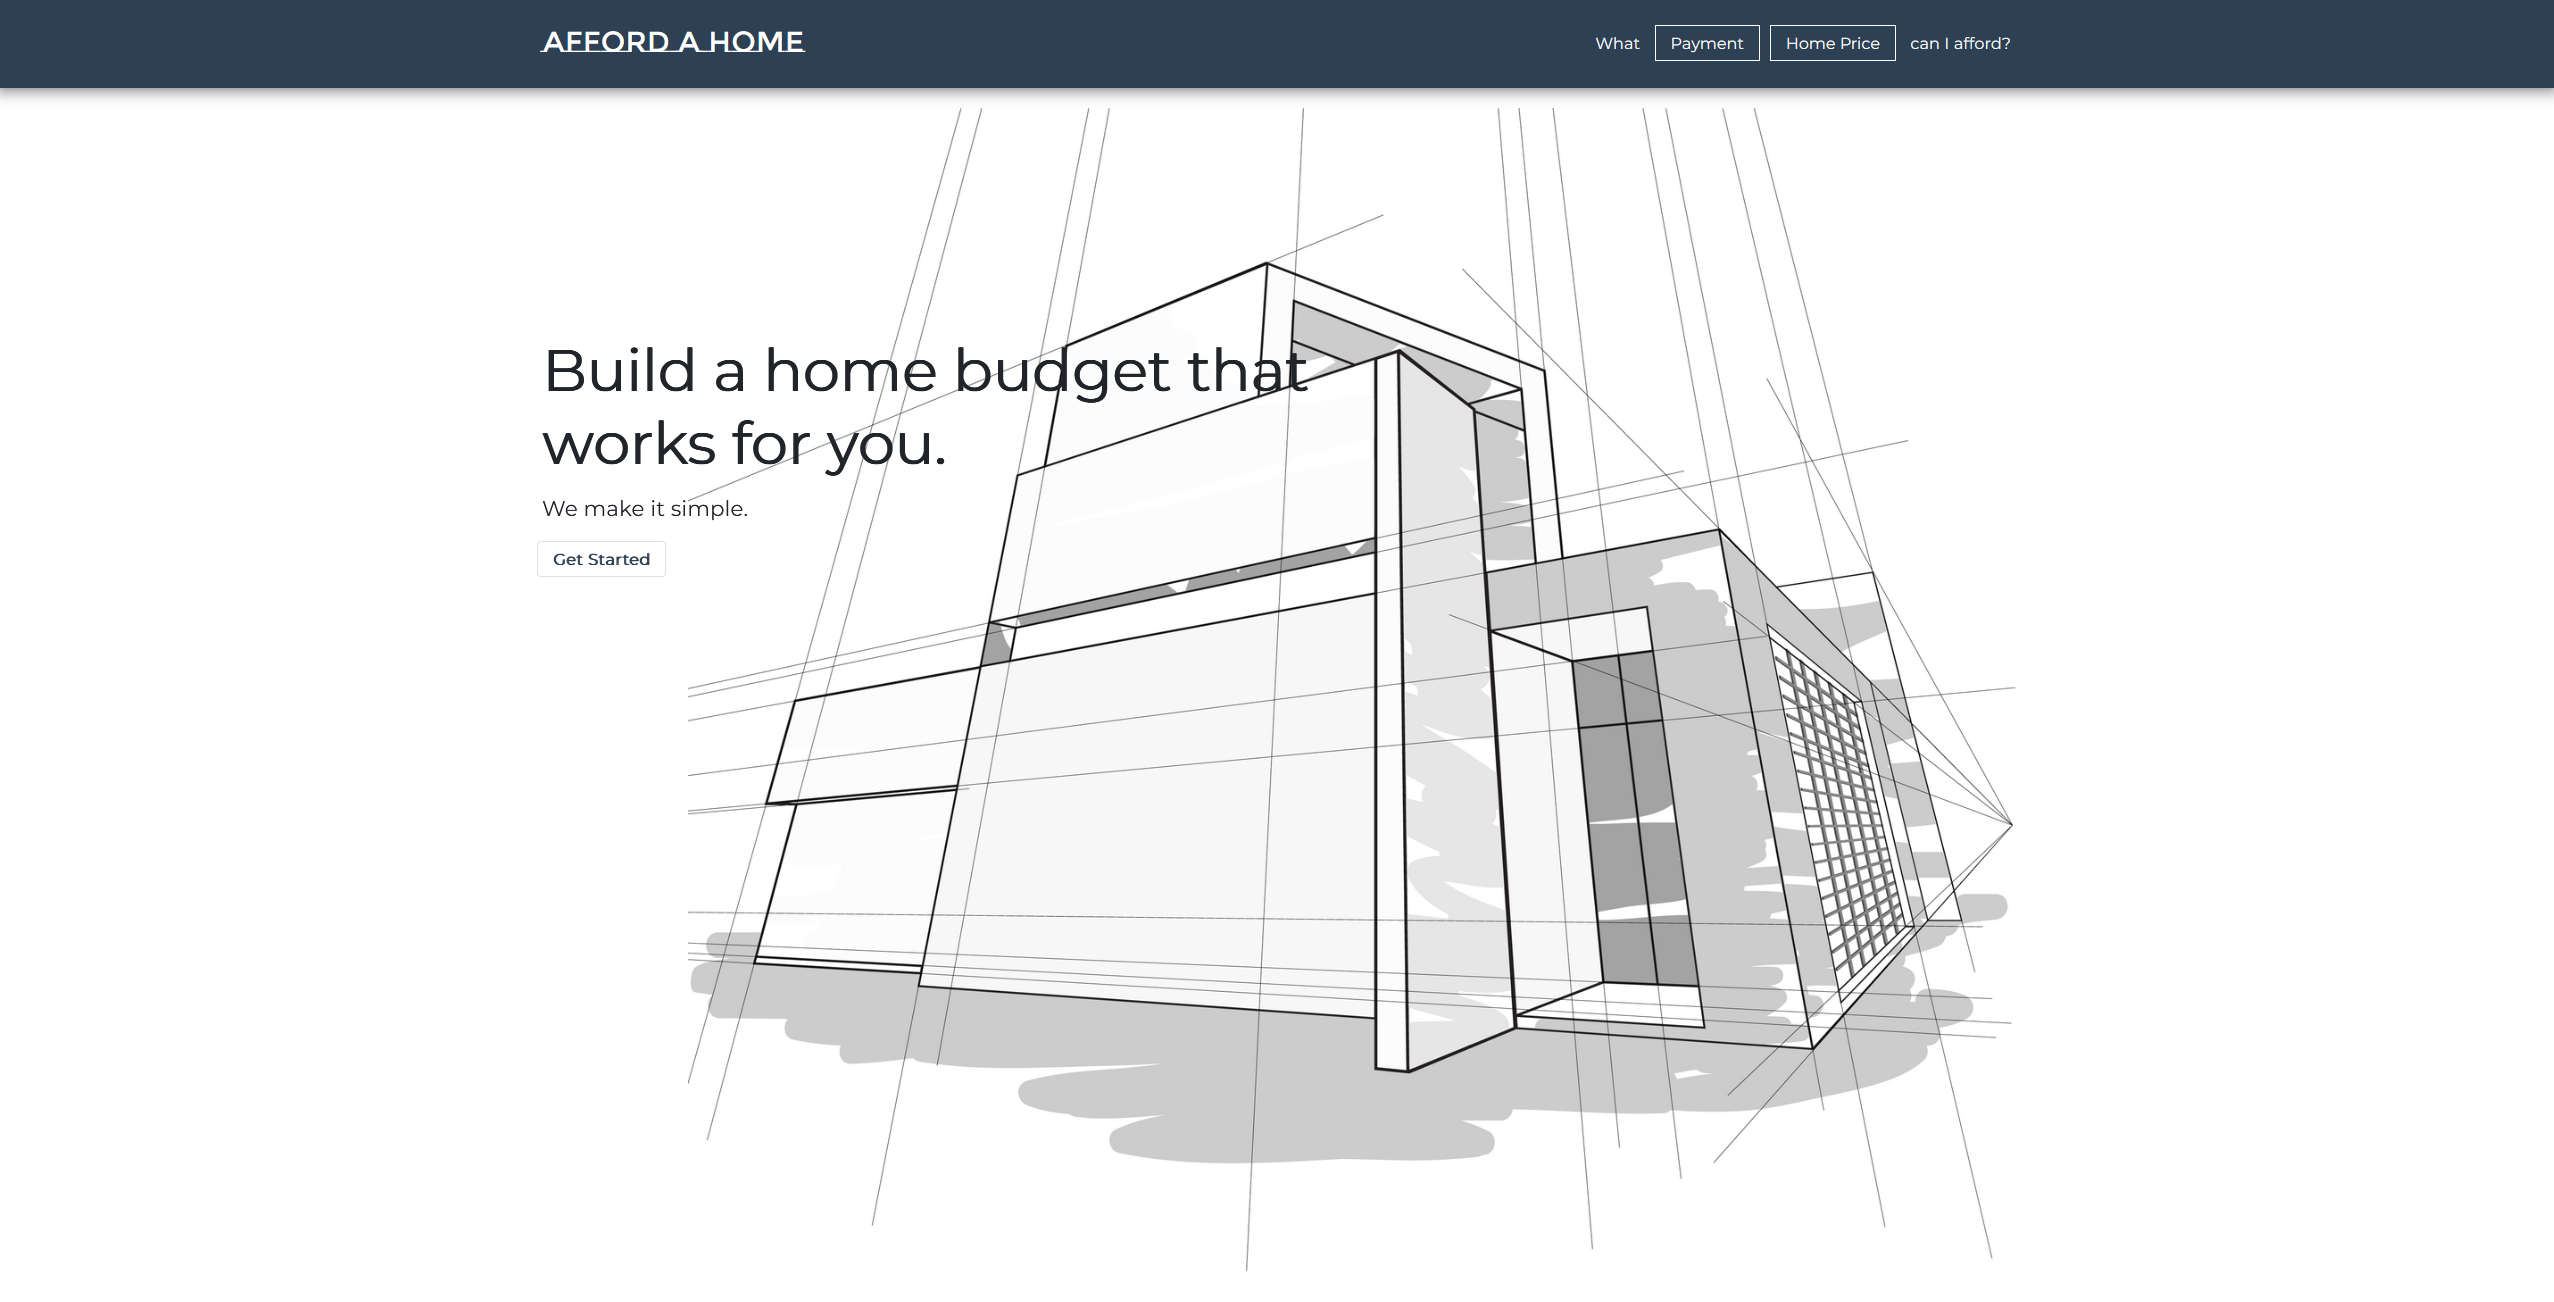 AFFORD A HOME
What Payment Home Price can I afford?
Build a home budget that
works for you.
We make it simple.
Get Started